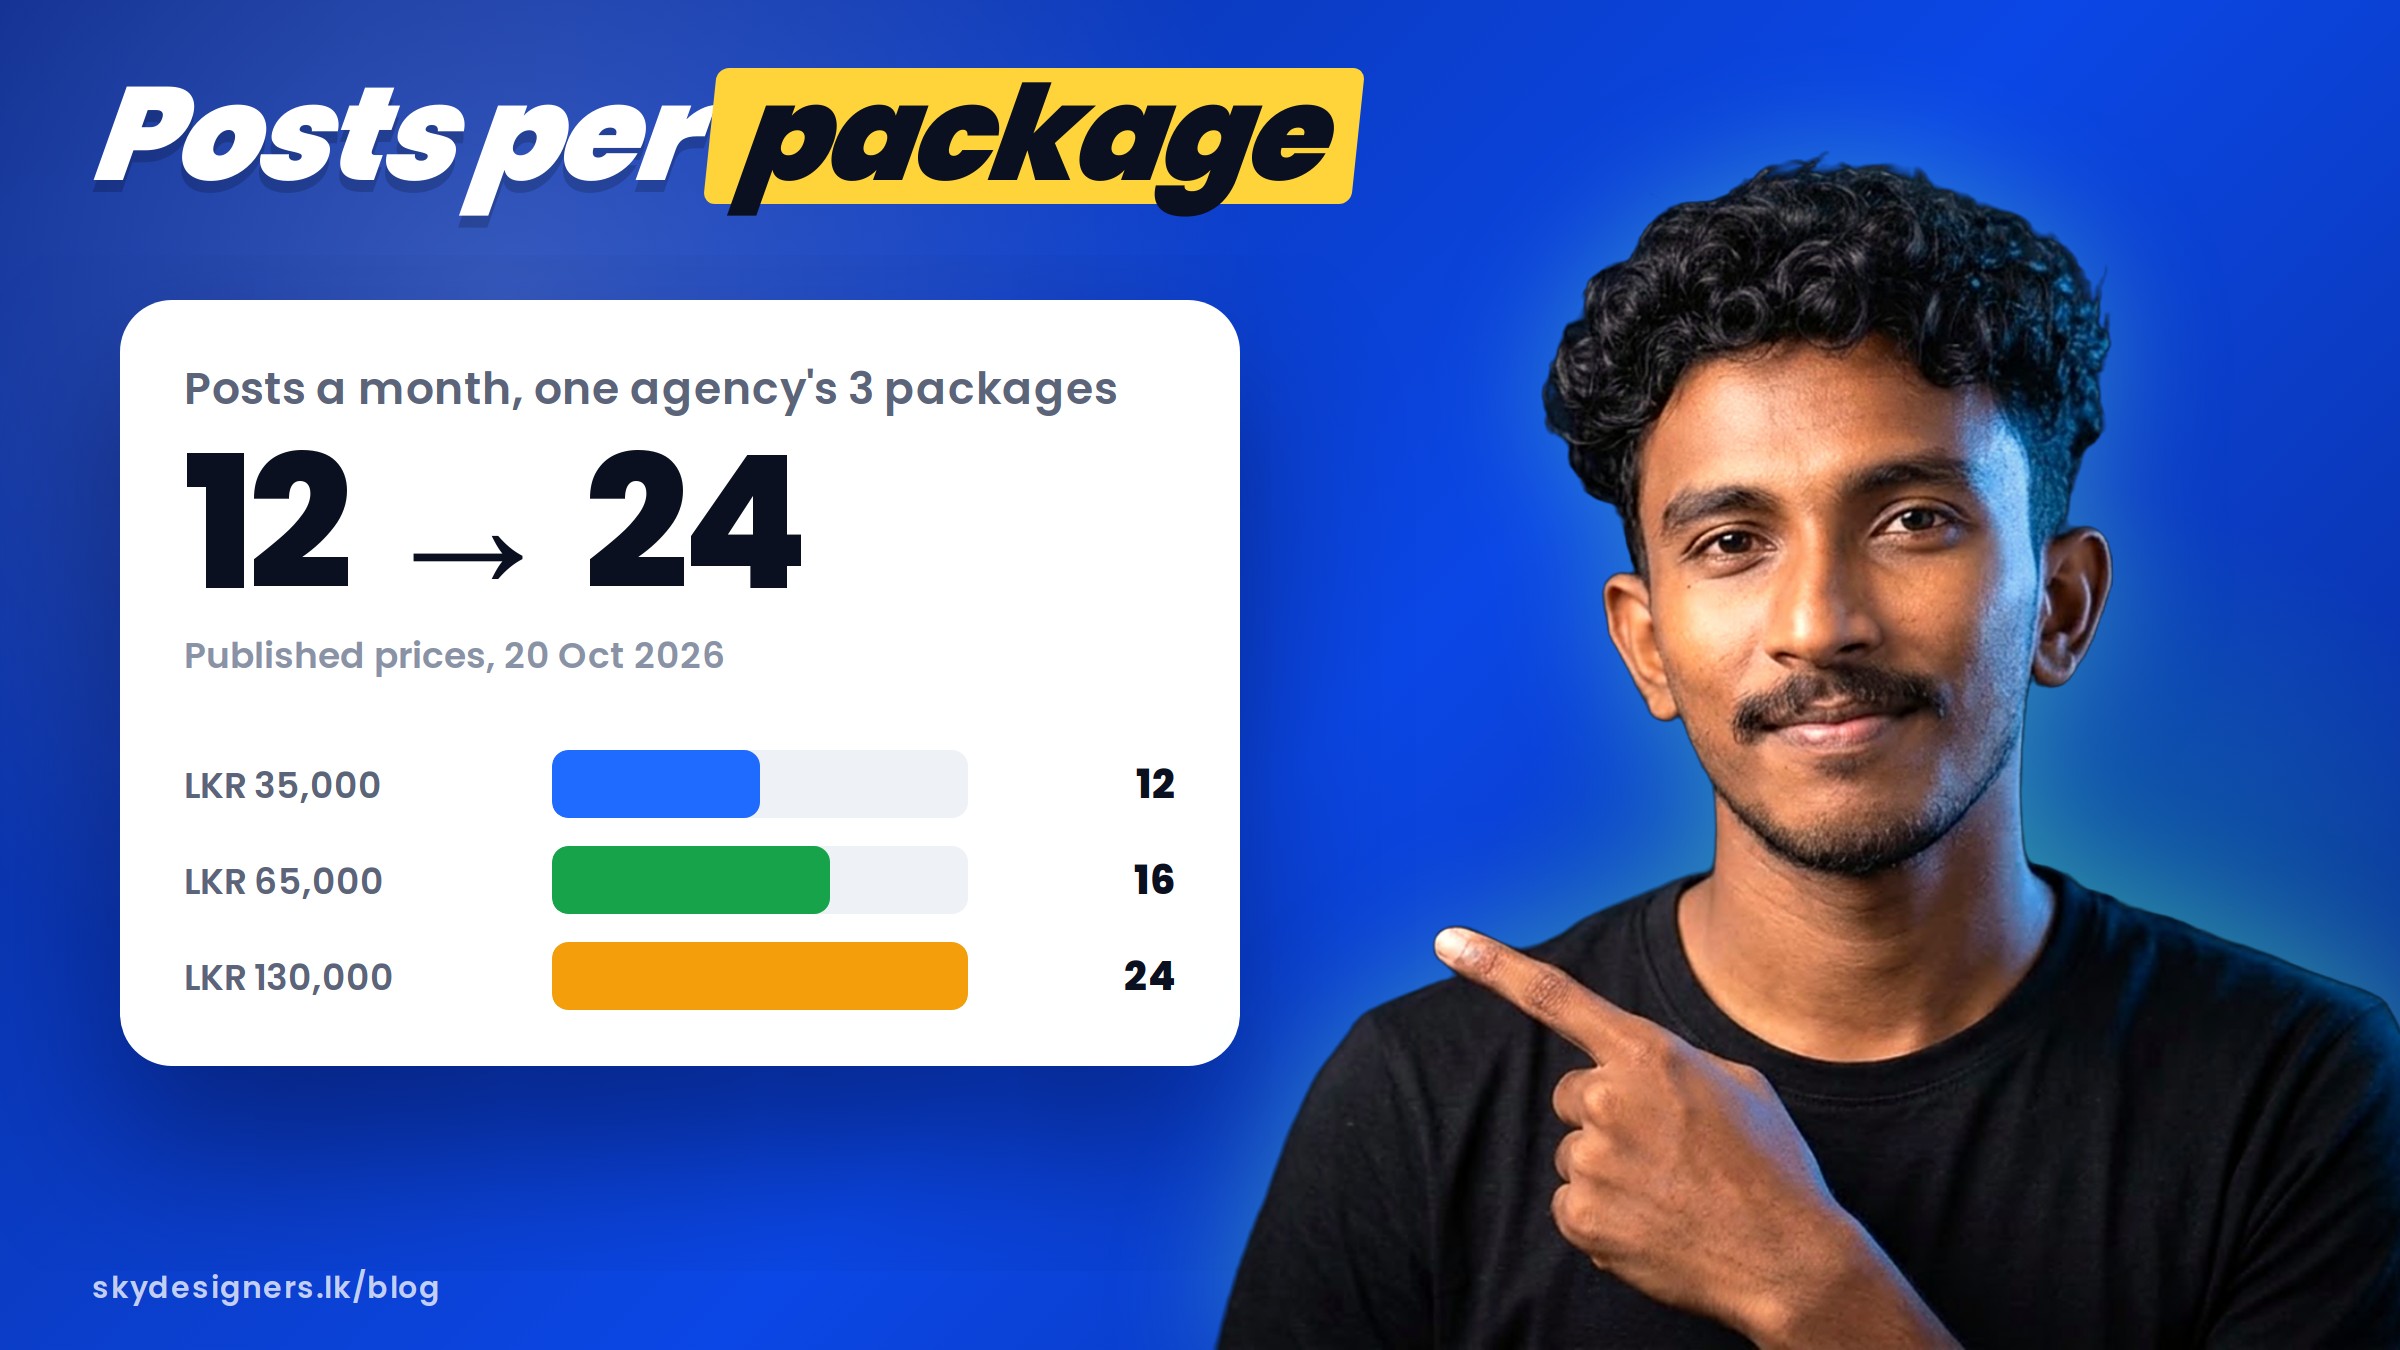 Posts per package
Posts a month, one agency's 3 packages
12 → 24
Published prices, 20 Oct 2026
LKR 35,000 12
LKR 65,000 16
LKR 130,000 24
skydesigners.lk/blog